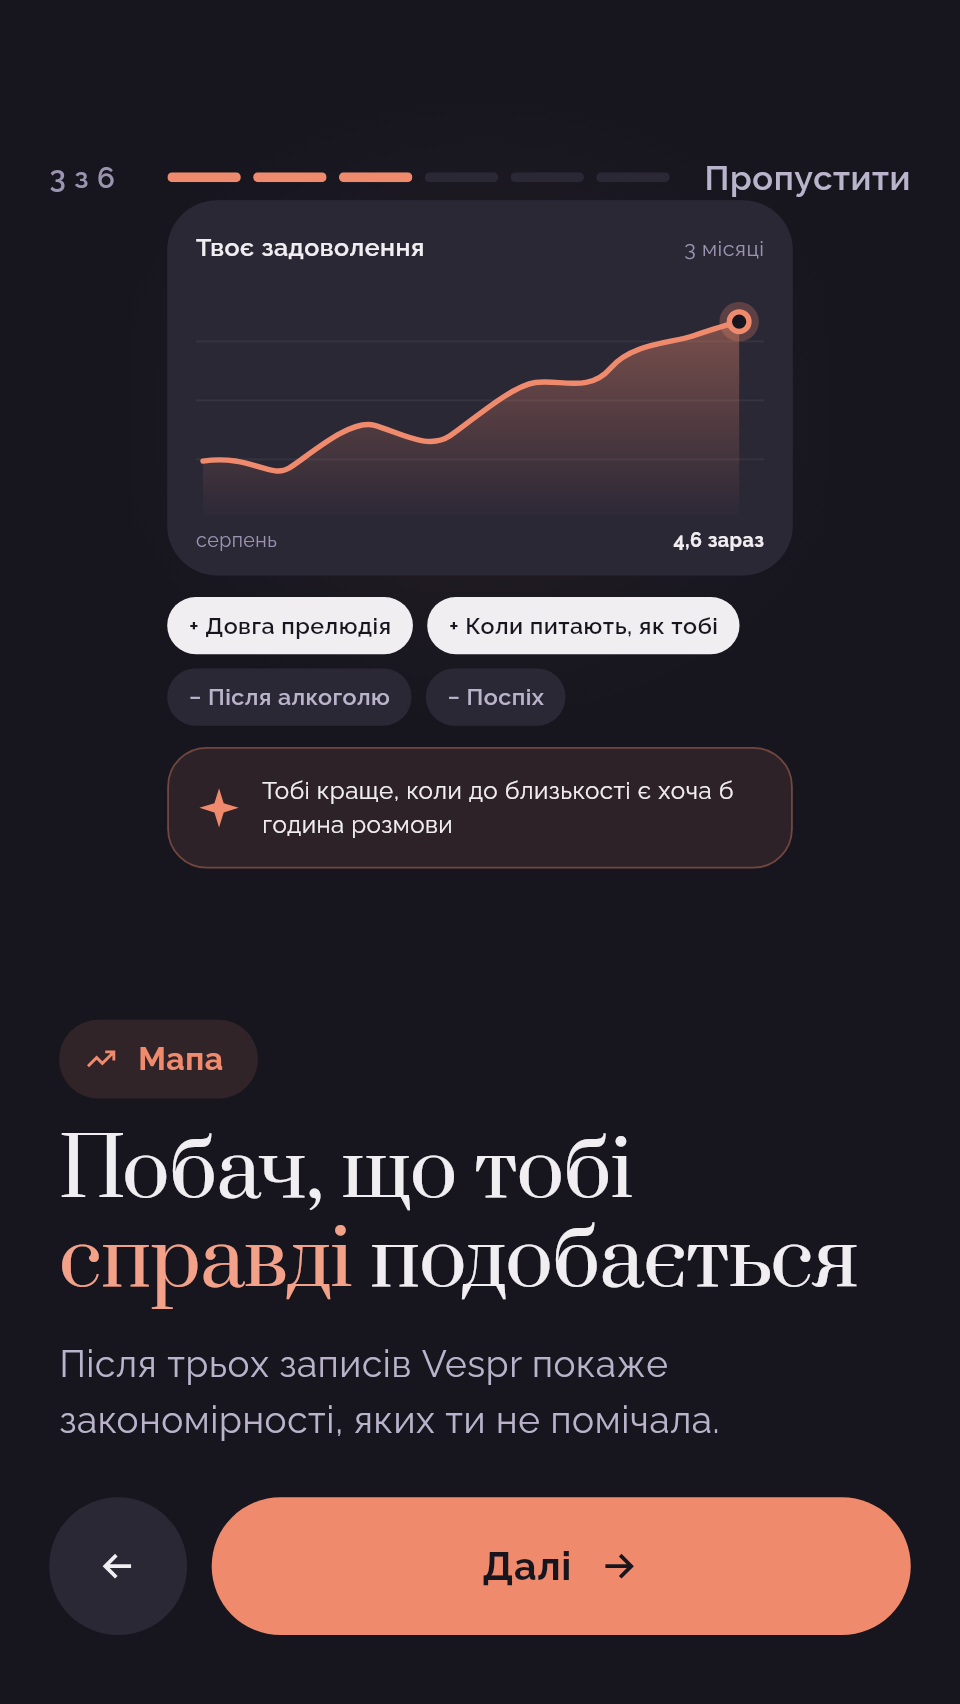 3 з 6
Пропустити
Твоє задоволення
3 місяці
серпень
4,6 зараз
+ Довга прелюдія
+ Коли питають, як тобі
– Після алкоголю
– Поспіх
Тобі краще, коли до близькості є хоча б
година розмови
Мапа
Побач, що тобі
справді подобається
Після трьох записів Vespr покаже
закономірності, яких ти не помічала.
Далі